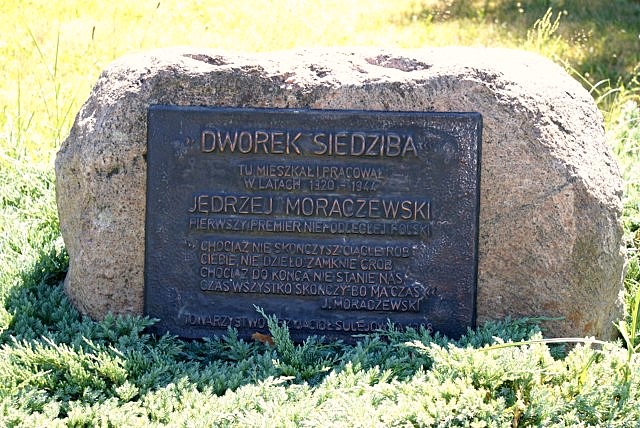 „DWOREK SIEDZIBA"
TU MIESZKAŁ I PRACOWAŁ
W LATACH 1920 - 1944
JĘDRZEJ MORACZEWSKI
PIERWSZY PREMIER NIEPODLEGŁEJ POLSKI
„CHOCIAŻ NIE SKOŃCZYSZ CIĄGLE RÓB
CIEBIE NIE DZIEŁO ZAMKNIE GRÓB
CHOCIAŻ DO KOŃCA NIE STANIE NAS
CZAS WSZYSTKO SKOŃCZY BO MA CZAS"
J. MORACZEWSKI
TOWARZYSTWO PRZYJACIÓŁ SULEJÓWKA